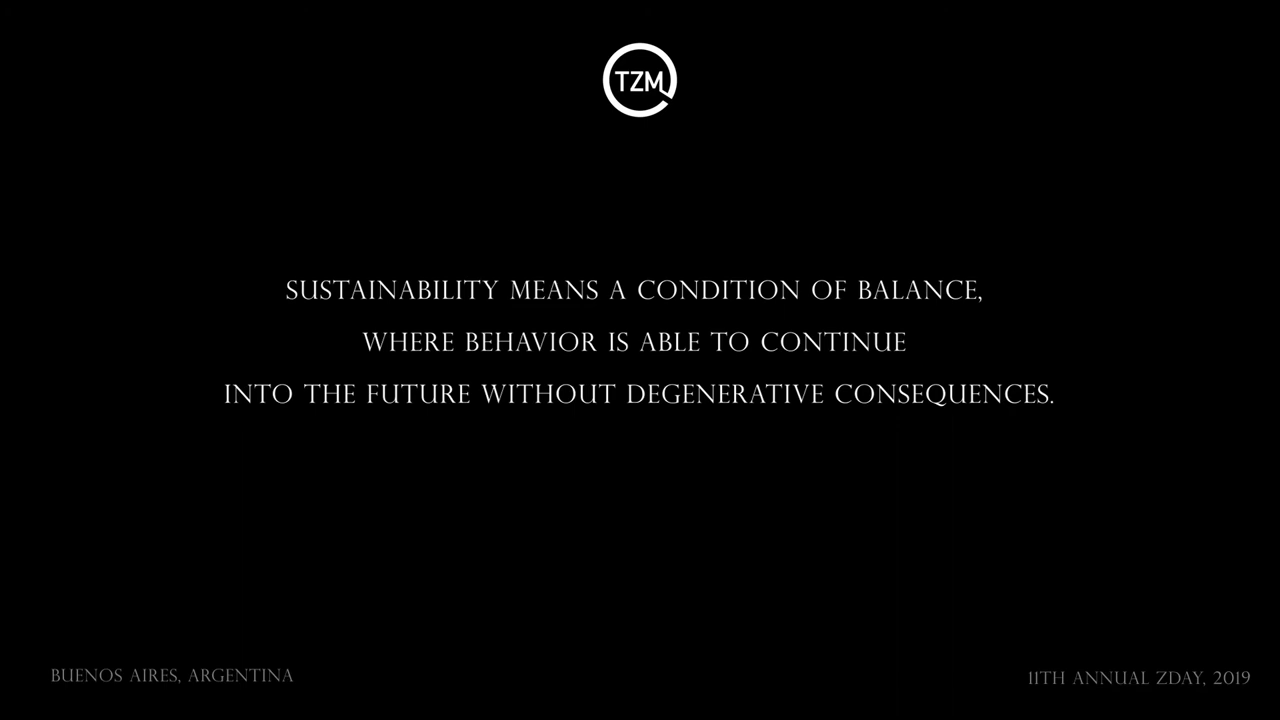 TZM
SUSTAINABILITY MEANS A CONDITION OF BALANCE,
WHERE BEHAVIOR IS ABLE TO CONTINUE
INTO THE FUTURE WITHOUT DEGENERATIVE CONSEQUENCES.
BUENOS AIRES, ARGENTINA
11TH ANNUAL ZDAY, 2019